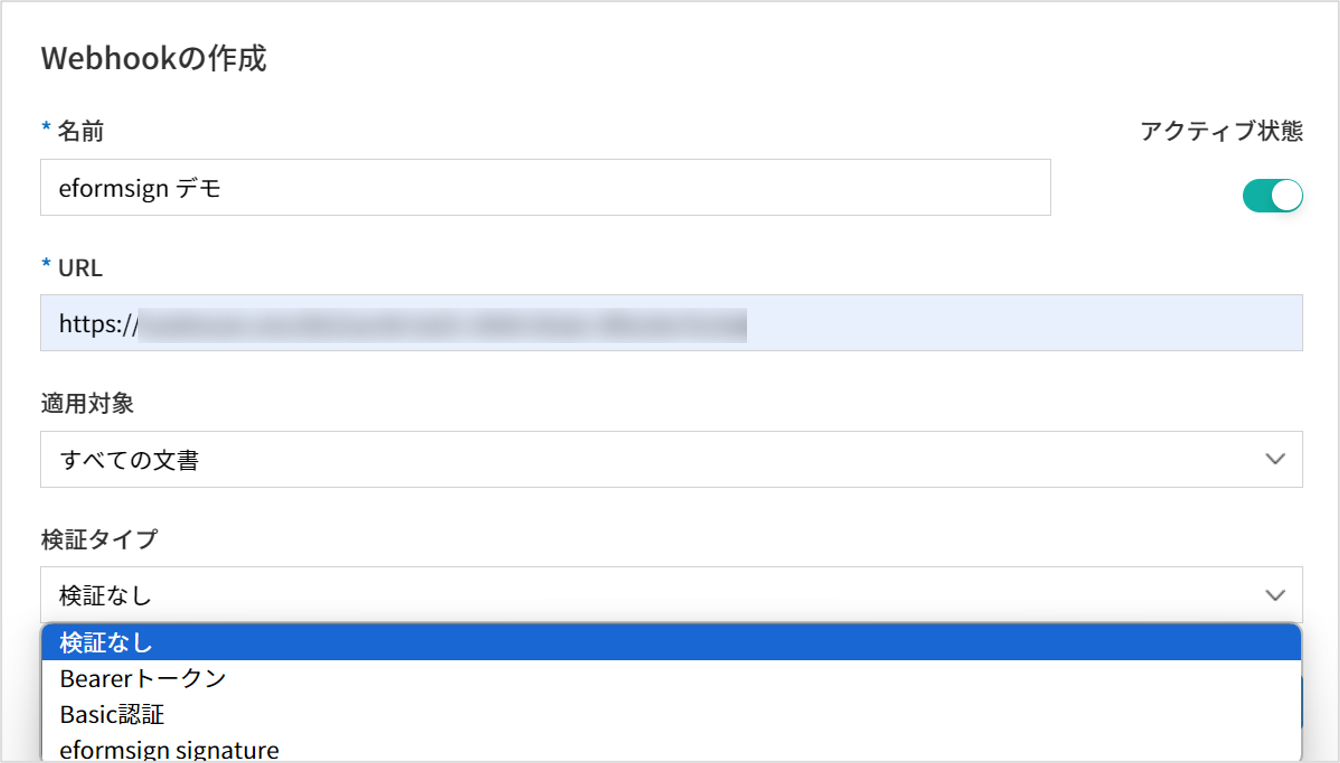 Webhookの作成
* 名前
アクティブ状態
eformsign デモ
* URL
https://
適用対象
すべての文書
検証タイプ
検証なし
検証なし
Bearerトークン
Basic認証
eformsign signature